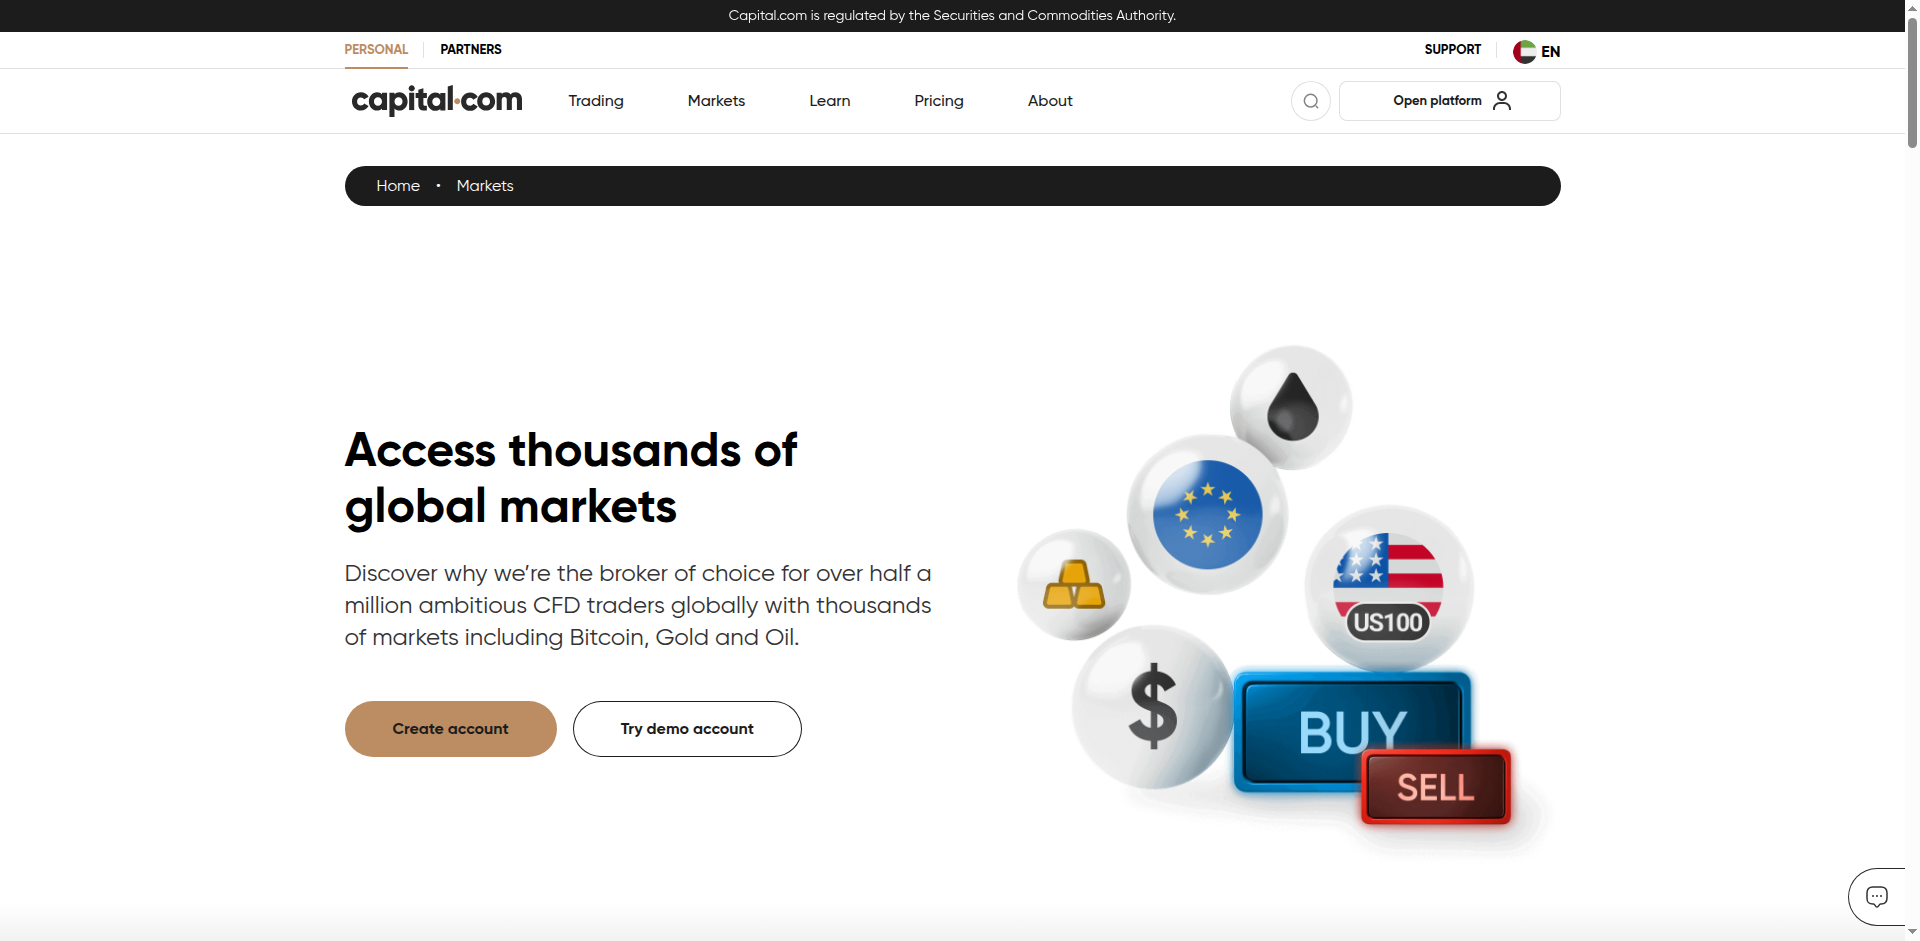 Capital.com is regulated by the Securities and Commodities Authority.
PERSONAL
PARTNERS
SUPPORT
EN
capital.com
Trading
Markets
Learn
Pricing
About
Open platform
Home • Markets
Access thousands of
global markets
Discover why we’re the broker of choice for over half a
million ambitious CFD traders globally with thousands
of markets including Bitcoin, Gold and Oil.
Create account
Try demo account
US100
$
BUY
SELL